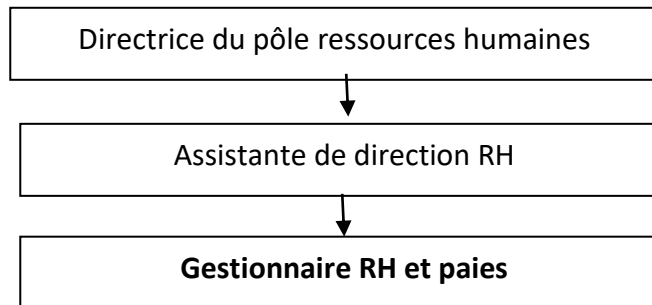 Directrice du pôle ressources humaines
Assistante de direction RH
Gestionnaire RH et paies